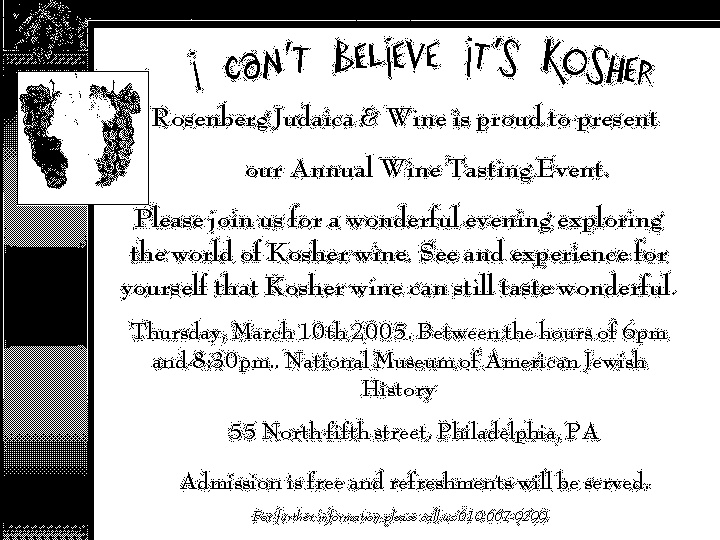 I CAN'T BELIEVE IT'S KOSHER
Rosenberg Judaica & Wine is proud to present
our Annual Wine Tasting Event.
Please join us for a wonderful evening exploring
the world of Kosher wine. See and experience for
yourself that Kosher wine can still taste wonderful.
Thursday, March 10th 2005. Between the hours of 6pm
and 8:30pm.. National Museum of American Jewish
History
55 North fifth street. Philadelphia, PA
Admission is free and refreshments will be served.
For further information please call us